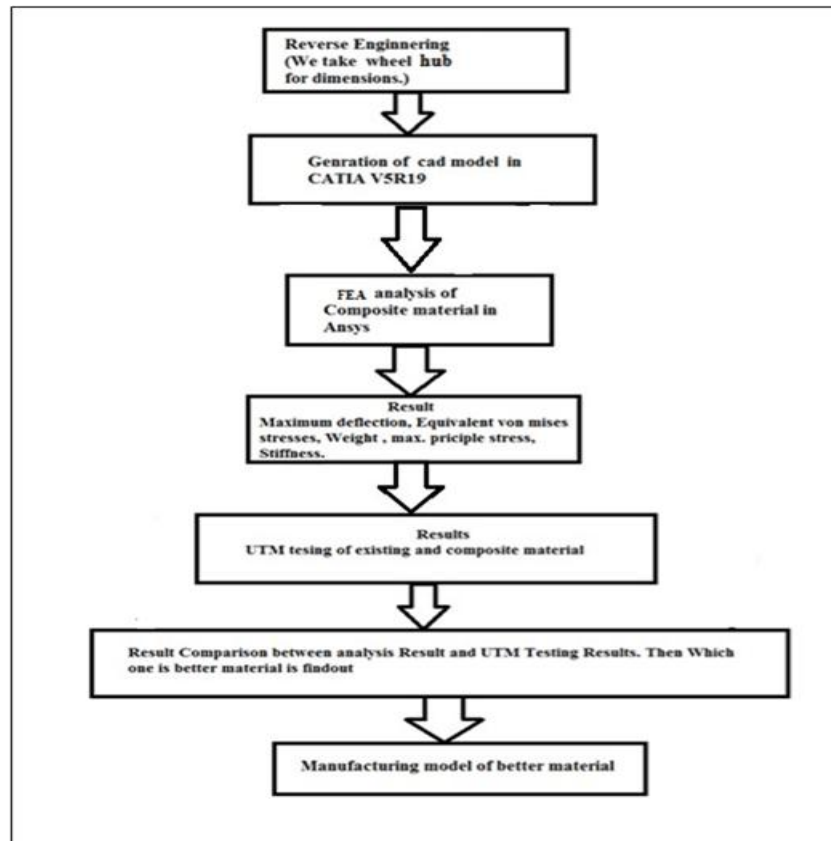 Reverse Enginnering
(We take wheel hub
for dimensions.)
Genration of cad model in
CATIA V5R19
FEA analysis of
Composite material in
Ansys
Result
Maximum deflection, Equivalent von mises
stresses, Weight , max. priciple stress,
Stiffness.
Results
UTM tesing of existing and composite material
Result Comparison between analysis Result and UTM Testing Results. Then Which
one is better material is findout
Manufacturing model of better material